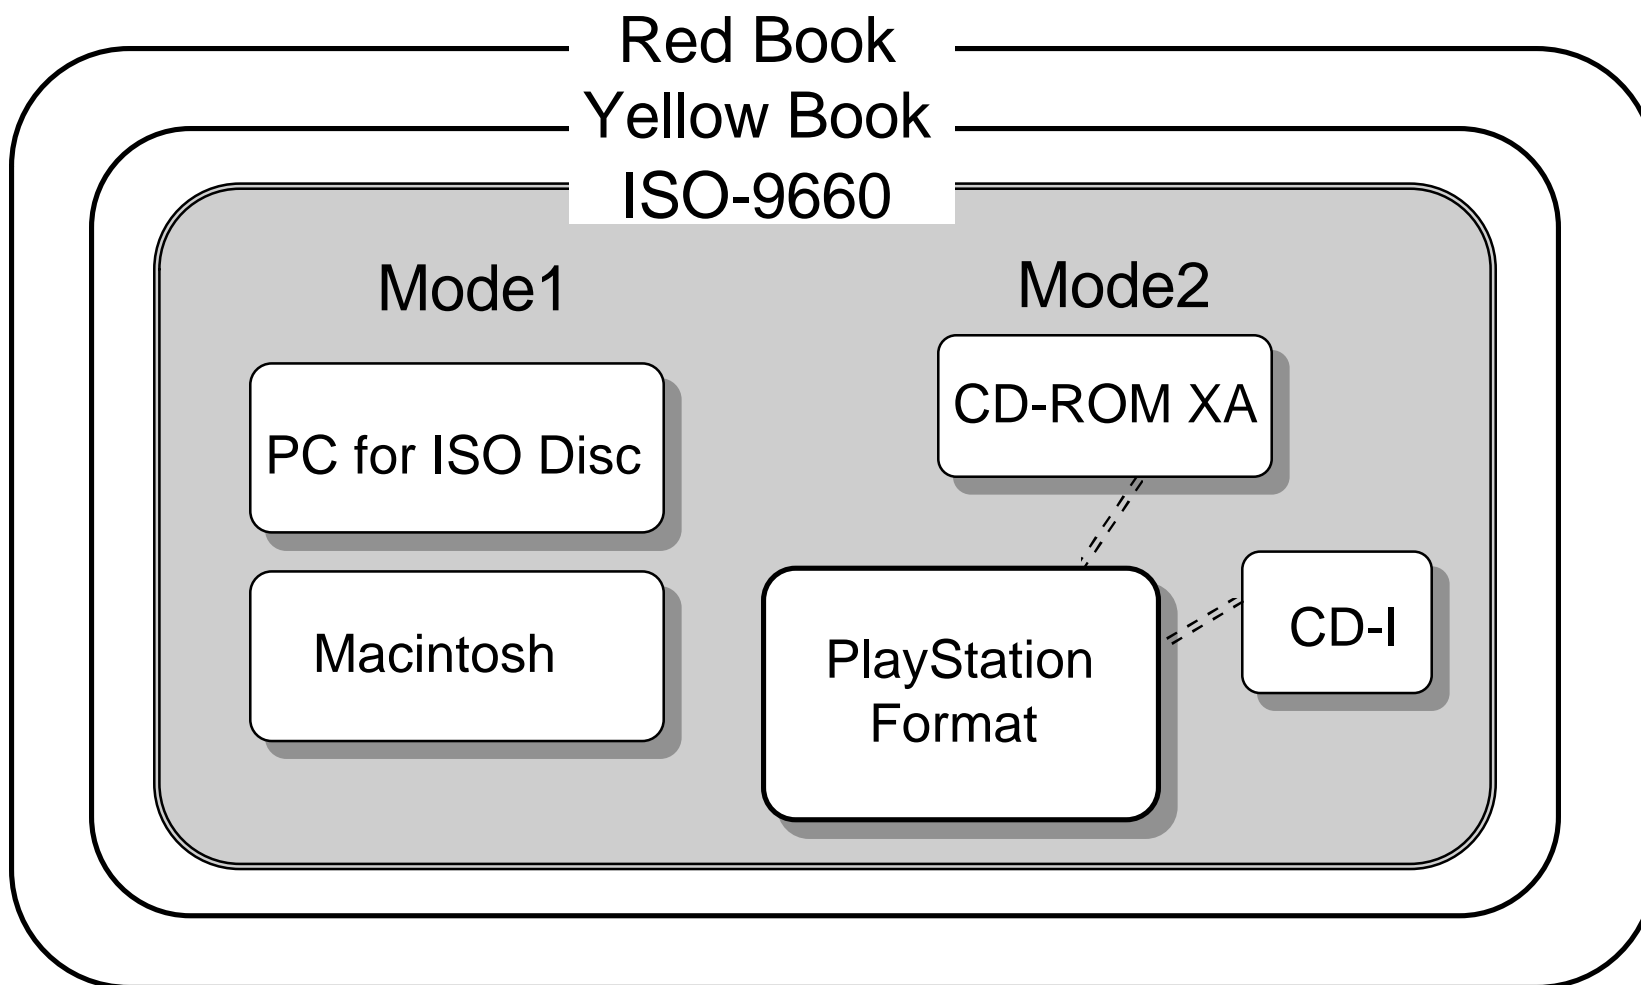 Red Book
Yellow Book
ISO-9660
Mode1
Mode2
PC for ISO Disc
CD-ROM XA
Macintosh
PlayStation
Format
CD-I